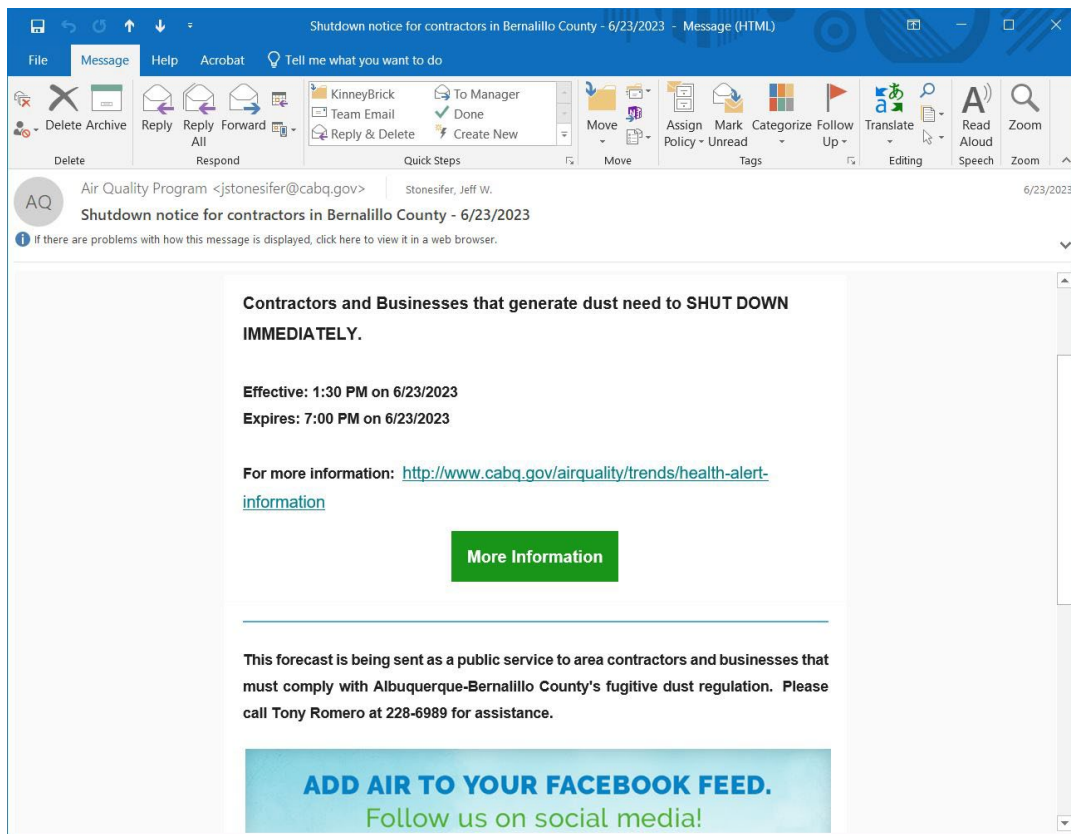 Shutdown notice for contractors in Bernalillo County - 6/23/2023 - Message (HTML)
File Message Help Acrobat Tell me what you want to do
Delete Archive
Reply Reply All Forward
KinneyBrick To Manager
Team Email Done
Reply & Delete Create New
Move
Assign Policy Mark Unread Categorize Follow Up
Translate
Read Aloud
Zoom
Delete Respond Quick Steps Move Tags Editing Speech Zoom
AQ
Air Quality Program <jstonesifer@cabq.gov> Stonesifer, Jeff W. 6/23/2023
Shutdown notice for contractors in Bernalillo County - 6/23/2023
If there are problems with how this message is displayed, click here to view it in a web browser.
Contractors and Businesses that generate dust need to SHUT DOWN
IMMEDIATELY.
Effective: 1:30 PM on 6/23/2023
Expires: 7:00 PM on 6/23/2023
For more information: http://www.cabq.gov/airquality/trends/health-alert-
information
More Information
This forecast is being sent as a public service to area contractors and businesses that
must comply with Albuquerque-Bernalillo County's fugitive dust regulation. Please
call Tony Romero at 228-6989 for assistance.
ADD AIR TO YOUR FACEBOOK FEED.
Follow us on social media!